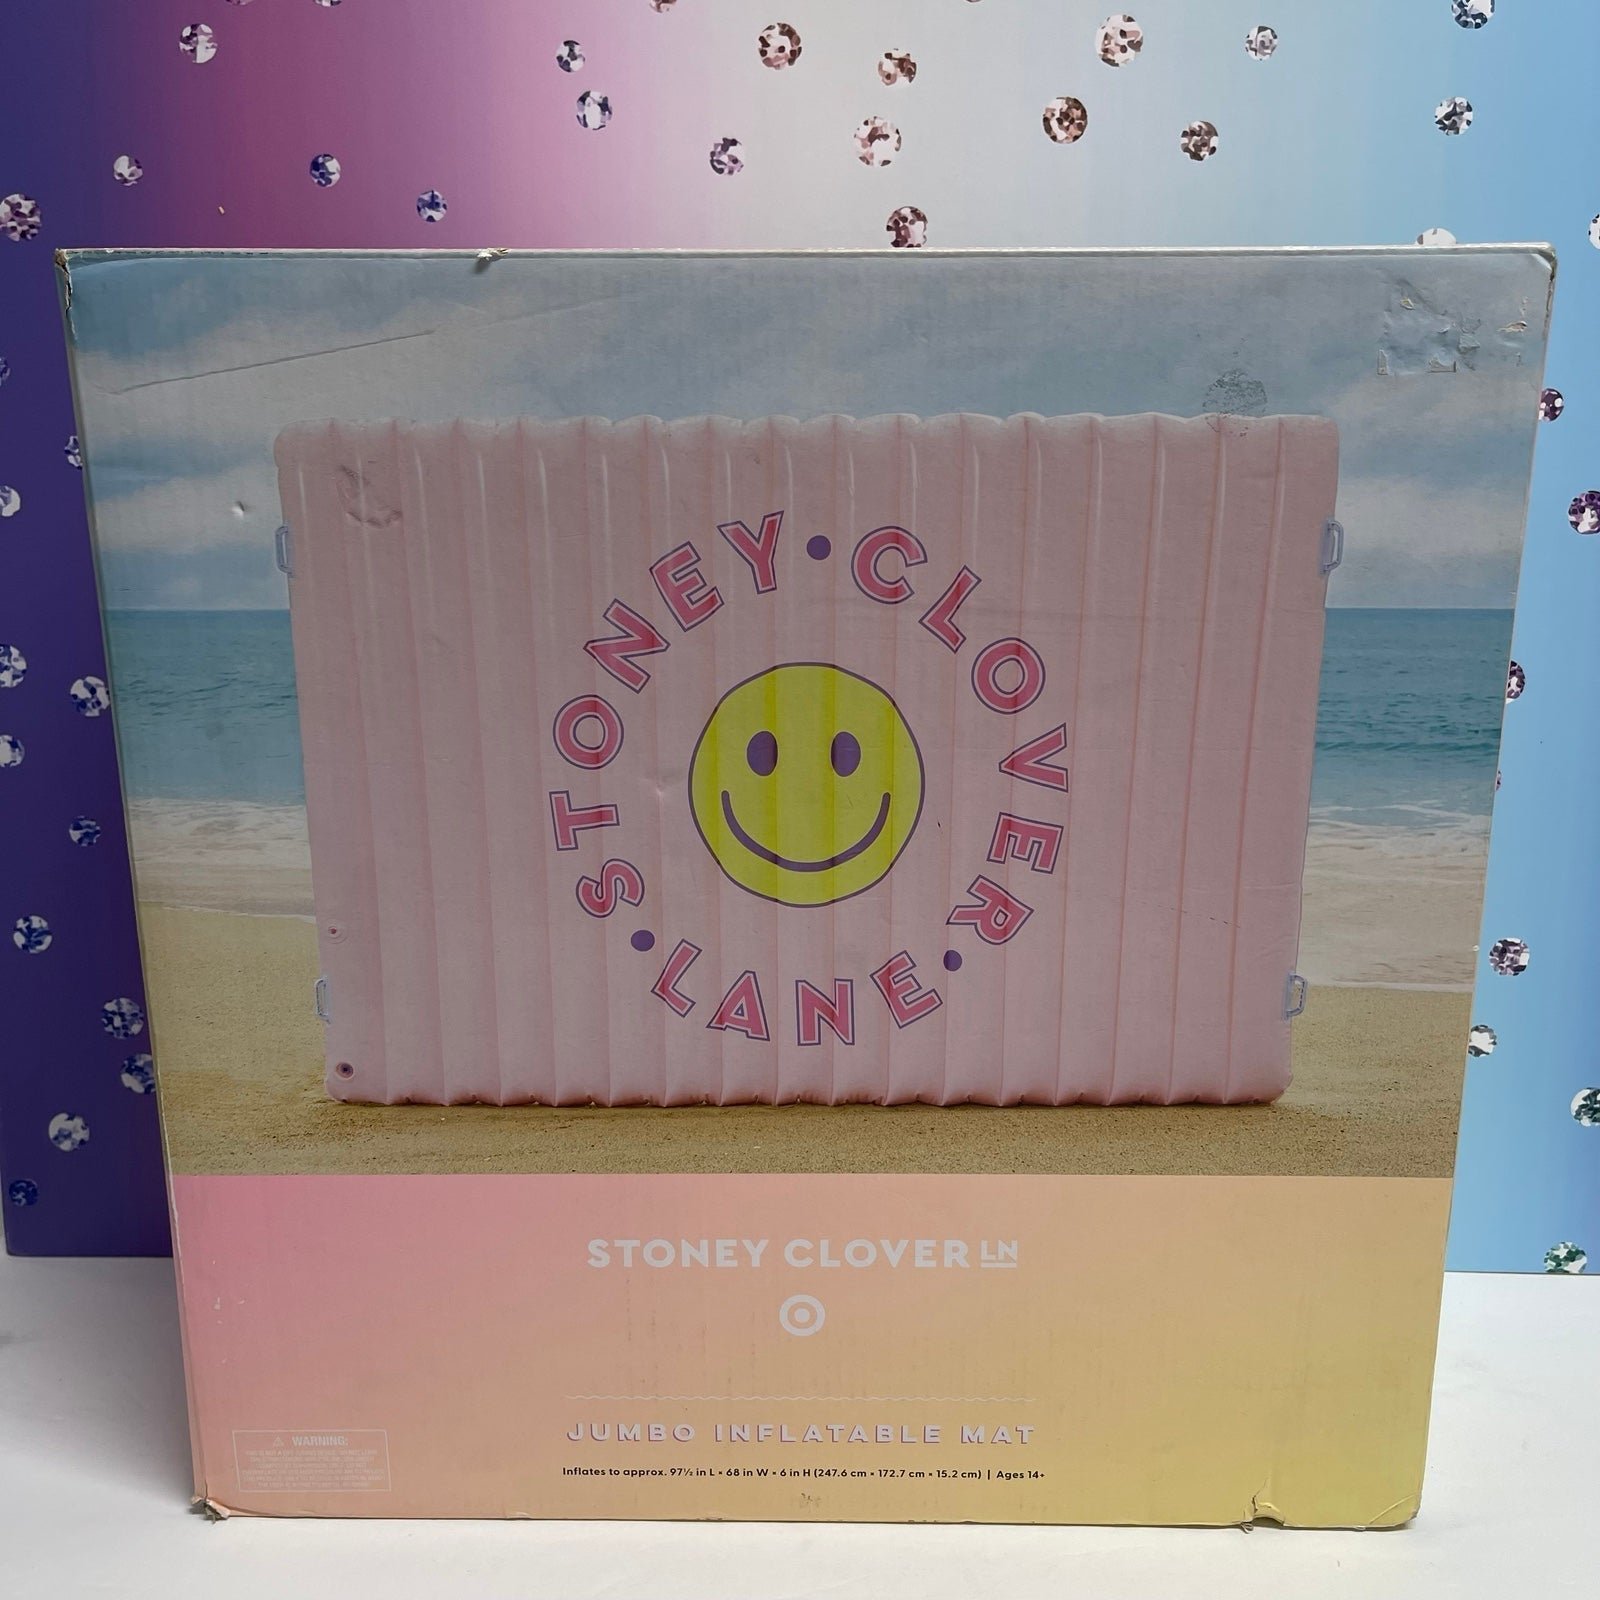 STONEY • CLOVER • LANE •
STONEY CLOVER LN
JUMBO INFLATABLE MAT
Inflates to approx. 97½ in L × 68 in W × 6 in H (247.6 cm × 172.7 cm × 15.2 cm) | Ages 14+
WARNING: